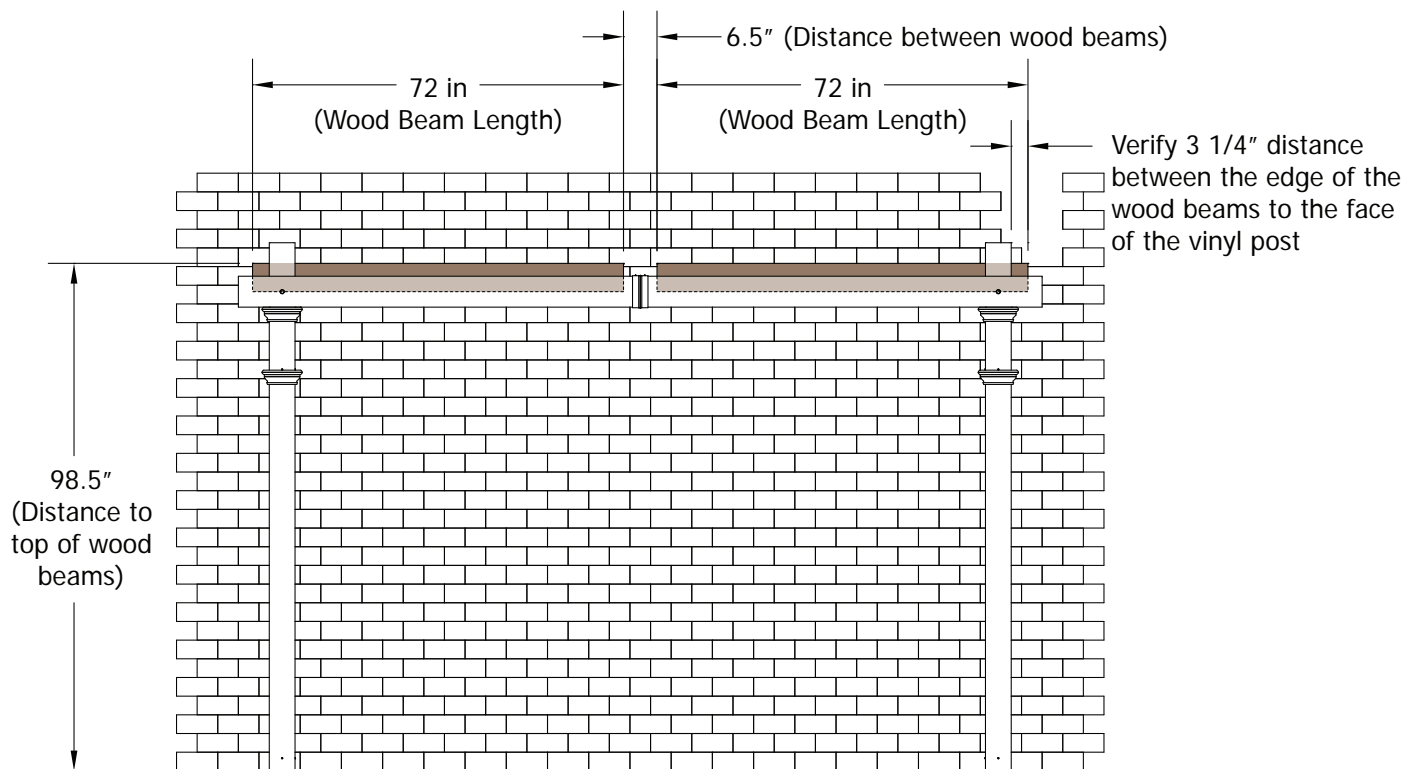 6.5″ (Distance between wood beams)
72 in
(Wood Beam Length)
72 in
(Wood Beam Length)
Verify 3 1/4″ distance
between the edge of the
wood beams to the face
of the vinyl post
98.5″
(Distance to
top of wood
beams)